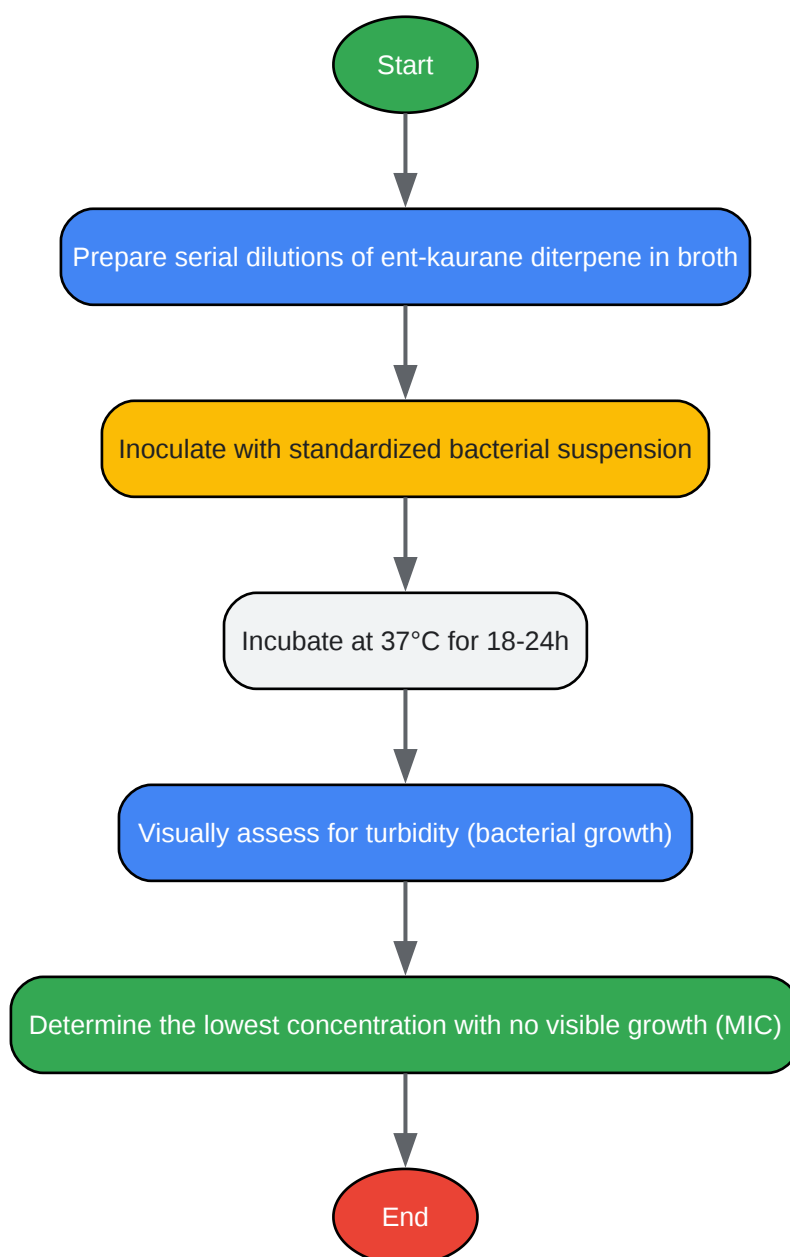 Start
Prepare serial dilutions of ent-kaurane diterpene in broth
Inoculate with standardized bacterial suspension
Incubate at 37°C for 18-24h
Visually assess for turbidity (bacterial growth)
Determine the lowest concentration with no visible growth (MIC)
End